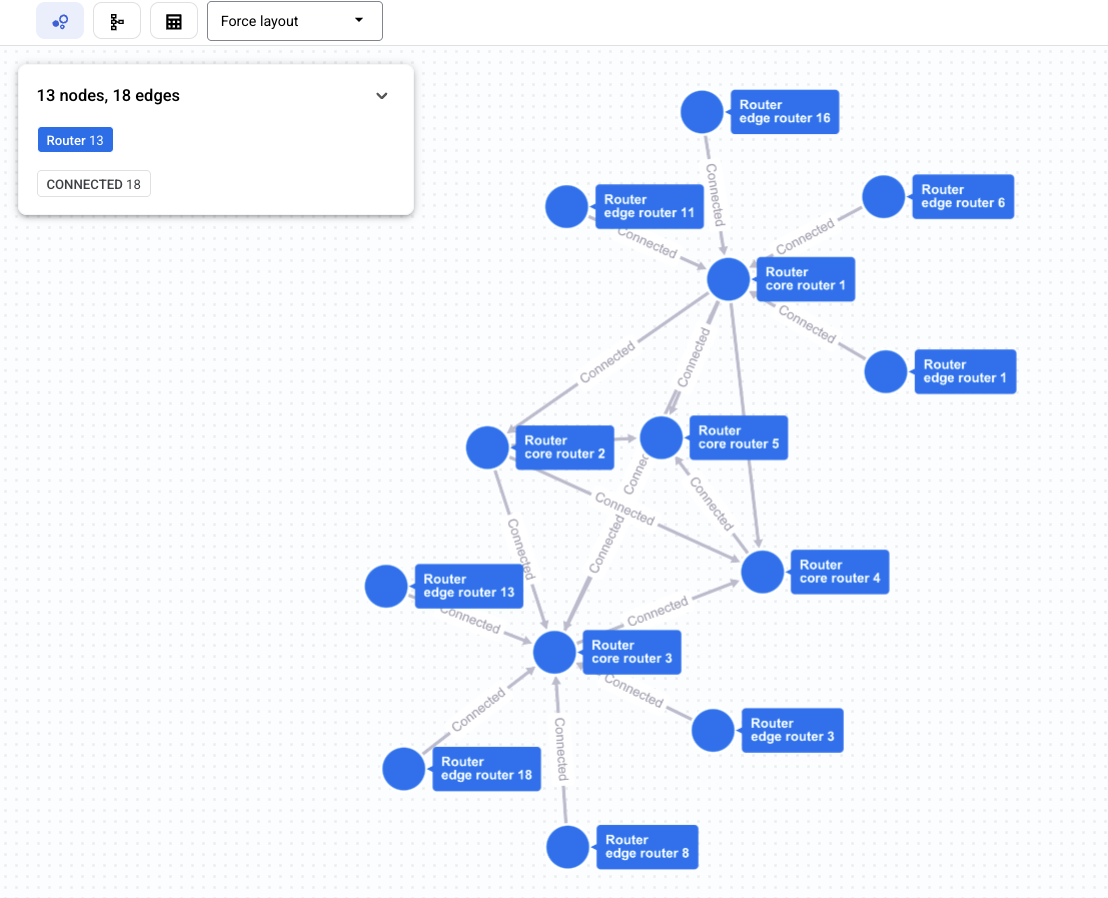 Force layout
13 nodes, 18 edges
Router 13
CONNECTED 18
Router
edge router 16
Connected
Router
edge router 11
Connected
Router
edge router 6
Connected
Router
core router 1
Connected
Router
edge router 1
Connected
Connected
Router
core router 2
Router
core router 5
Connected
Connected
Connected
Connected
Router
core router 4
Router
edge router 13
Connected
Connected
Router
core router 3
Connected
Connected
Router
edge router 3
Connected
Router
edge router 18
Router
edge router 8